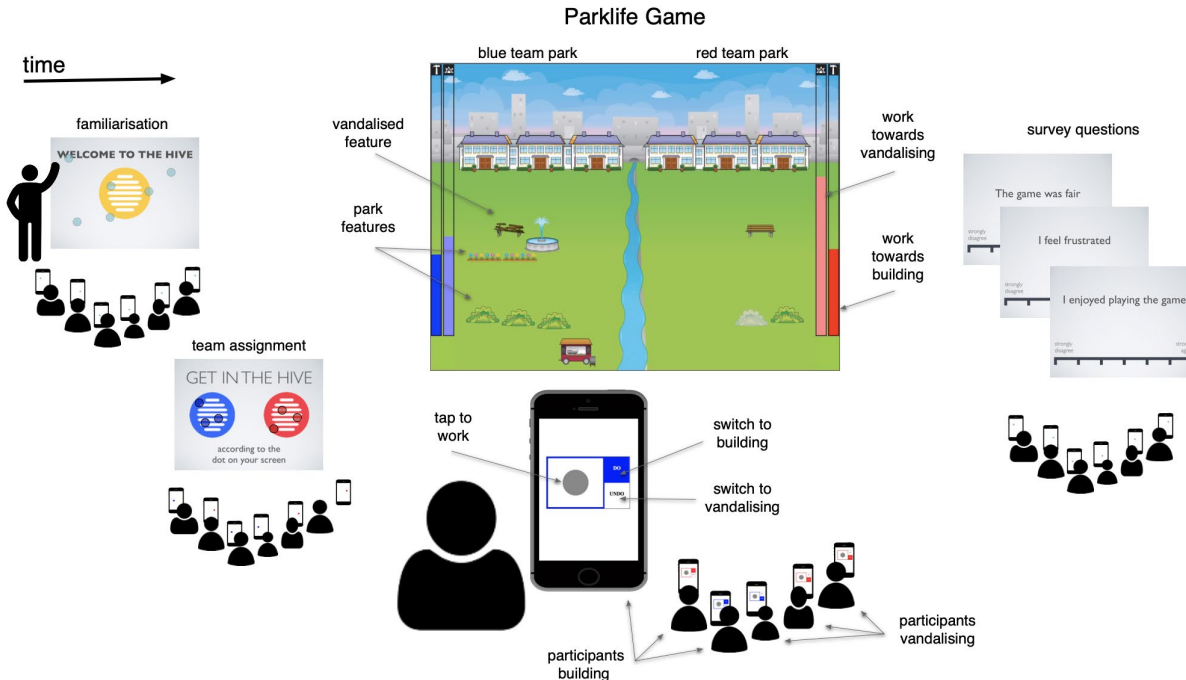 Parklife Game
time
blue team park
red team park
familiarisation
WELCOME TO THE HIVE
vandalised
feature
park
features
work
towards
vandalising
work
towards
building
survey questions
The game was fair
strongly
disagree
I feel frustrated
strongly
disagree
I enjoyed playing the game
strongly
disagree
team assignment
GET IN THE HIVE
according to the
dot on your screen
tap to
work
DO
UNDO
switch to
building
switch to
vandalising
participants
building
participants
vandalising